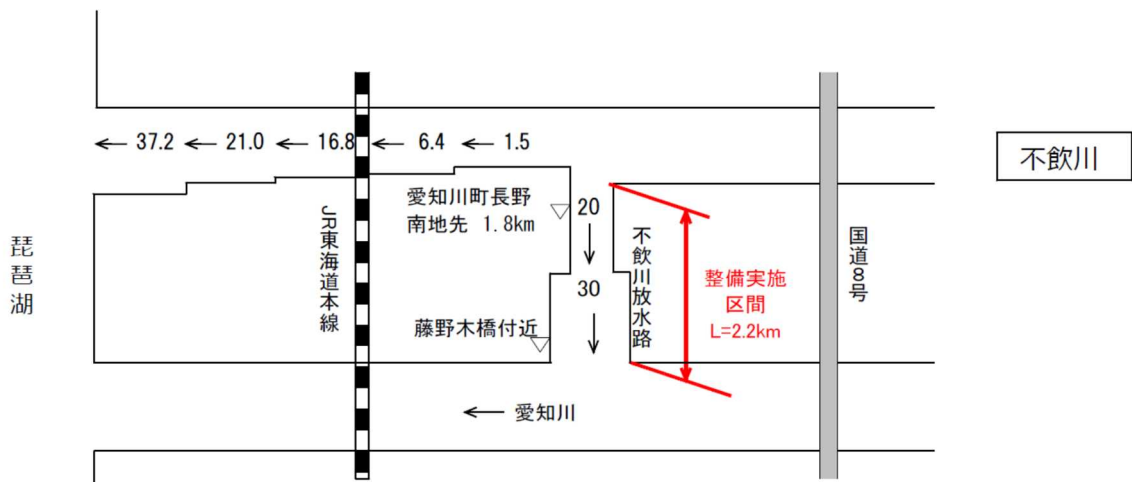 ← 37.2 ← 21.0 ← 16.8 ← 6.4 ← 1.5
不飲川
愛知川町長野
南地先 1.8km
20
30
藤野木橋付近
琵琶湖
JR東海道本線
不飲川放水路
整備実施
区間
L=2.2km
国道8号
← 愛知川